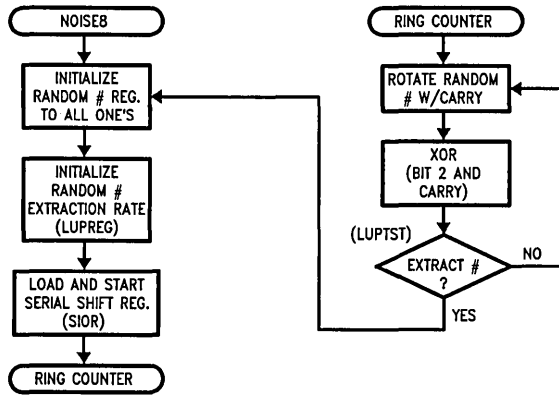 NOISE8
INITIALIZE
RANDOM # REG.
TO ALL ONE'S
INITIALIZE
RANDOM #
EXTRACTION RATE
(LUPREG)
LOAD AND START
SERIAL SHIFT REG.
(SIOR)
RING COUNTER
RING COUNTER
ROTATE RANDOM
# W/CARRY
XOR
(BIT 2 AND
CARRY)
(LUPTST)
EXTRACT #
?
NO
YES